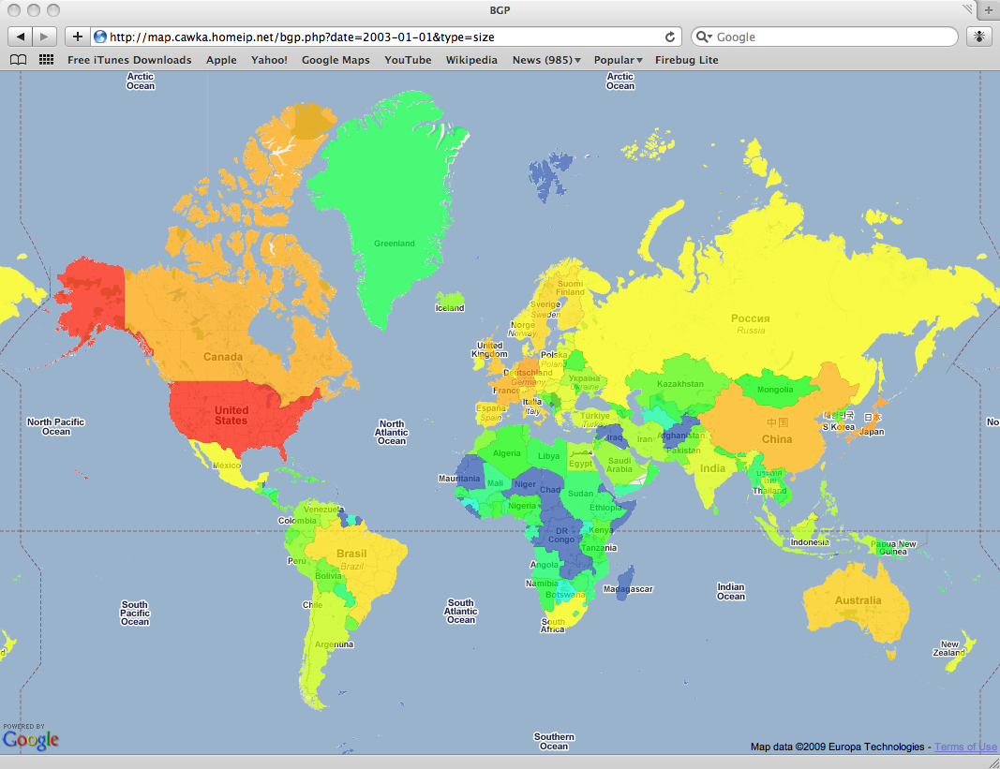 BGP
http://map.cawka.homeip.net/bgp.php?date=2003-01-01&type=size
Google
Free iTunes Downloads Apple Yahoo! Google Maps YouTube Wikipedia News (985) Popular Firebug Lite
Arctic
Ocean
Arctic
Ocean
Greenland
Iceland
Suomi
Finland
Sverige
Sweden
Norge
Norway
Россия
Russia
United
Kingdom
Polska
Poland
Canada
Deutschland
Germany
France
Україна
Ukraine
Kazakhstan
Mongolia
United
States
Italia
Italy
España
Spain
Türkiye
Turkey
中国
China
S Korea
日本
Japan
North Pacific
Ocean
North
Atlantic
Ocean
No
Iraq
Iran
Afghanistan
Pakistan
Algeria
Libya
Egypt
Saudi
Arabia
India
México
Mauritania
Mali
Niger
Chad
Sudan
Thailand
Nigeria
Ethiopia
Venezuela
Colombia
DR
Congo
Kenya
Tanzania
Indonesia
Papua New
Guinea
Brasil
Brazil
Perú
Bolivia
Angola
Namibia
Botswana
Madagascar
Indian
Ocean
Australia
South
Pacific
Ocean
Chile
South
Atlantic
Ocean
South
Africa
Argentina
New
Zealand
d
Southern
Ocean
POWERED BY
Google
Map data ©2009 Europa Technologies - Terms of Use